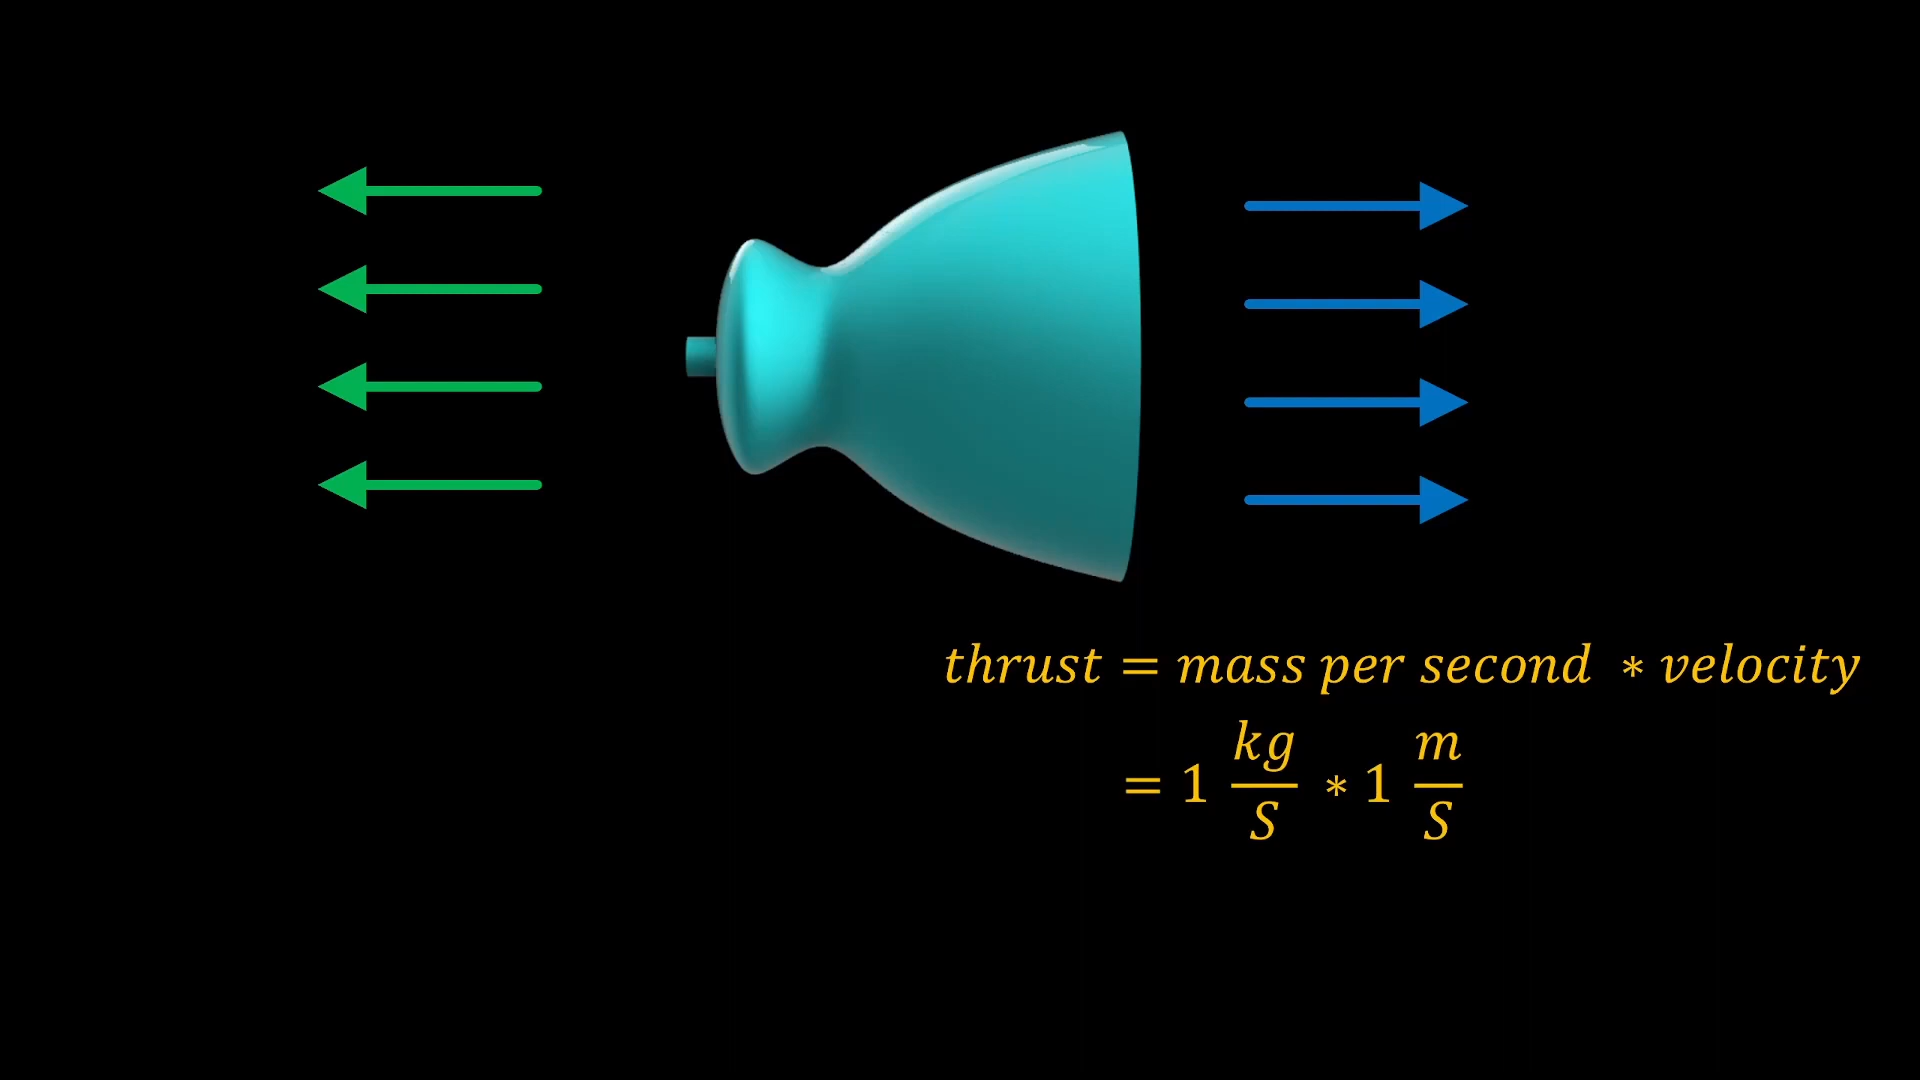 thrust = mass per second * velocity
= 1 kg/S * 1 m/S